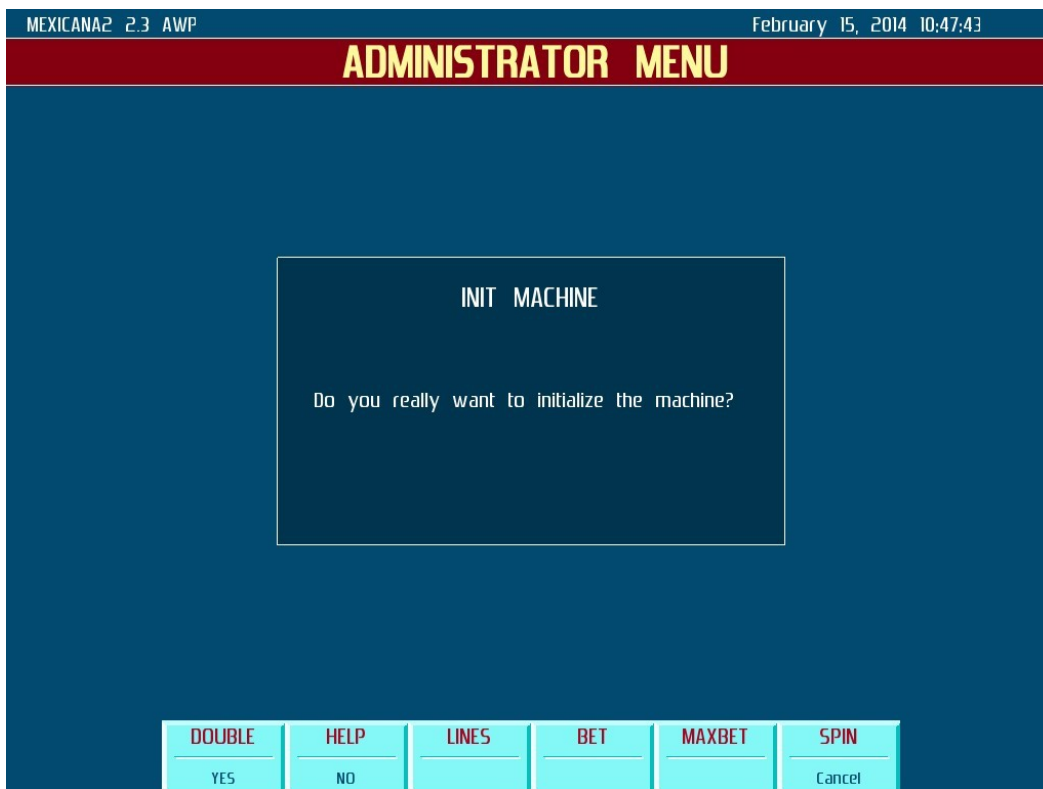 MEXICANA2 2.3 AWP February 15, 2014 10:47:43
ADMINISTRATOR MENU
INIT MACHINE
Do you really want to initialize the machine?
DOUBLE HELP LINES BET MAXBET SPIN
YES NO Cancel